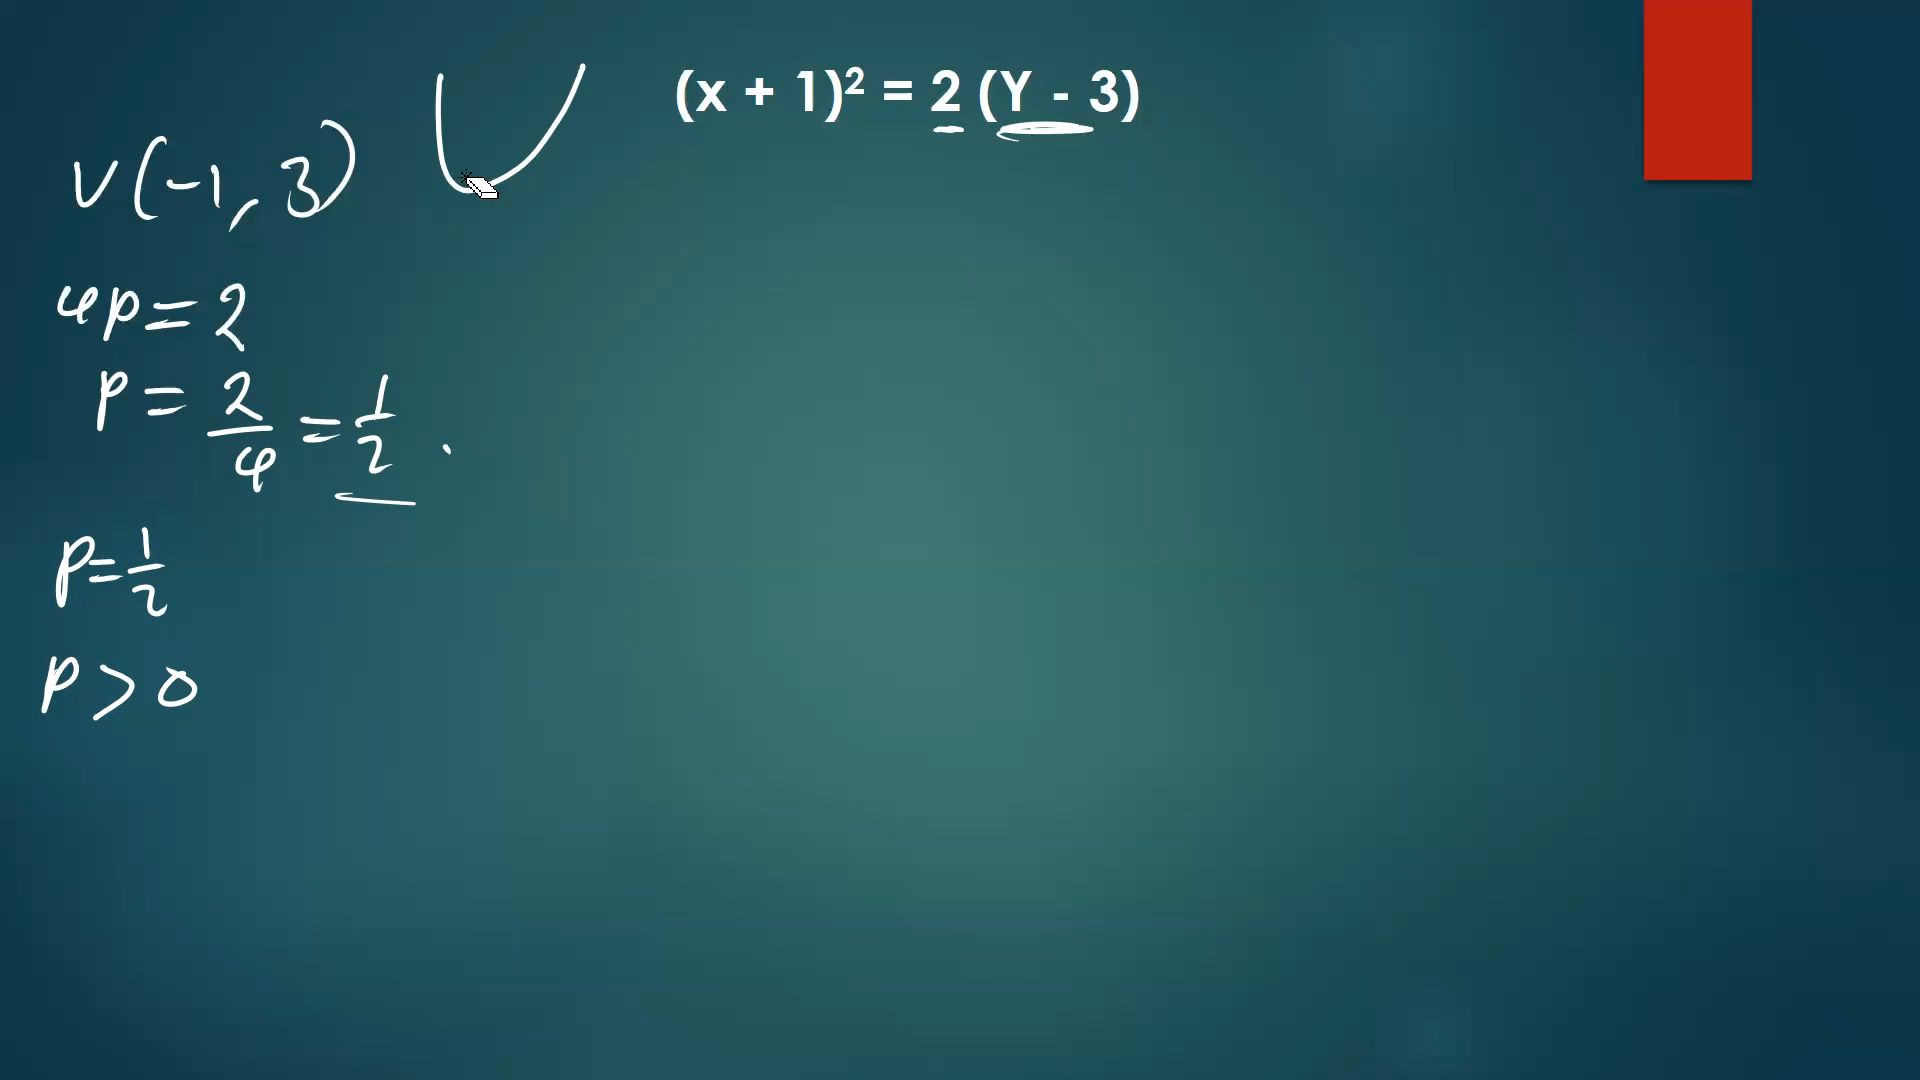 (x + 1)² = 2 (Y - 3)
V(-1, 3)
4p = 2
p = 2/4 = 1/2 .
p = 1/2
p > 0